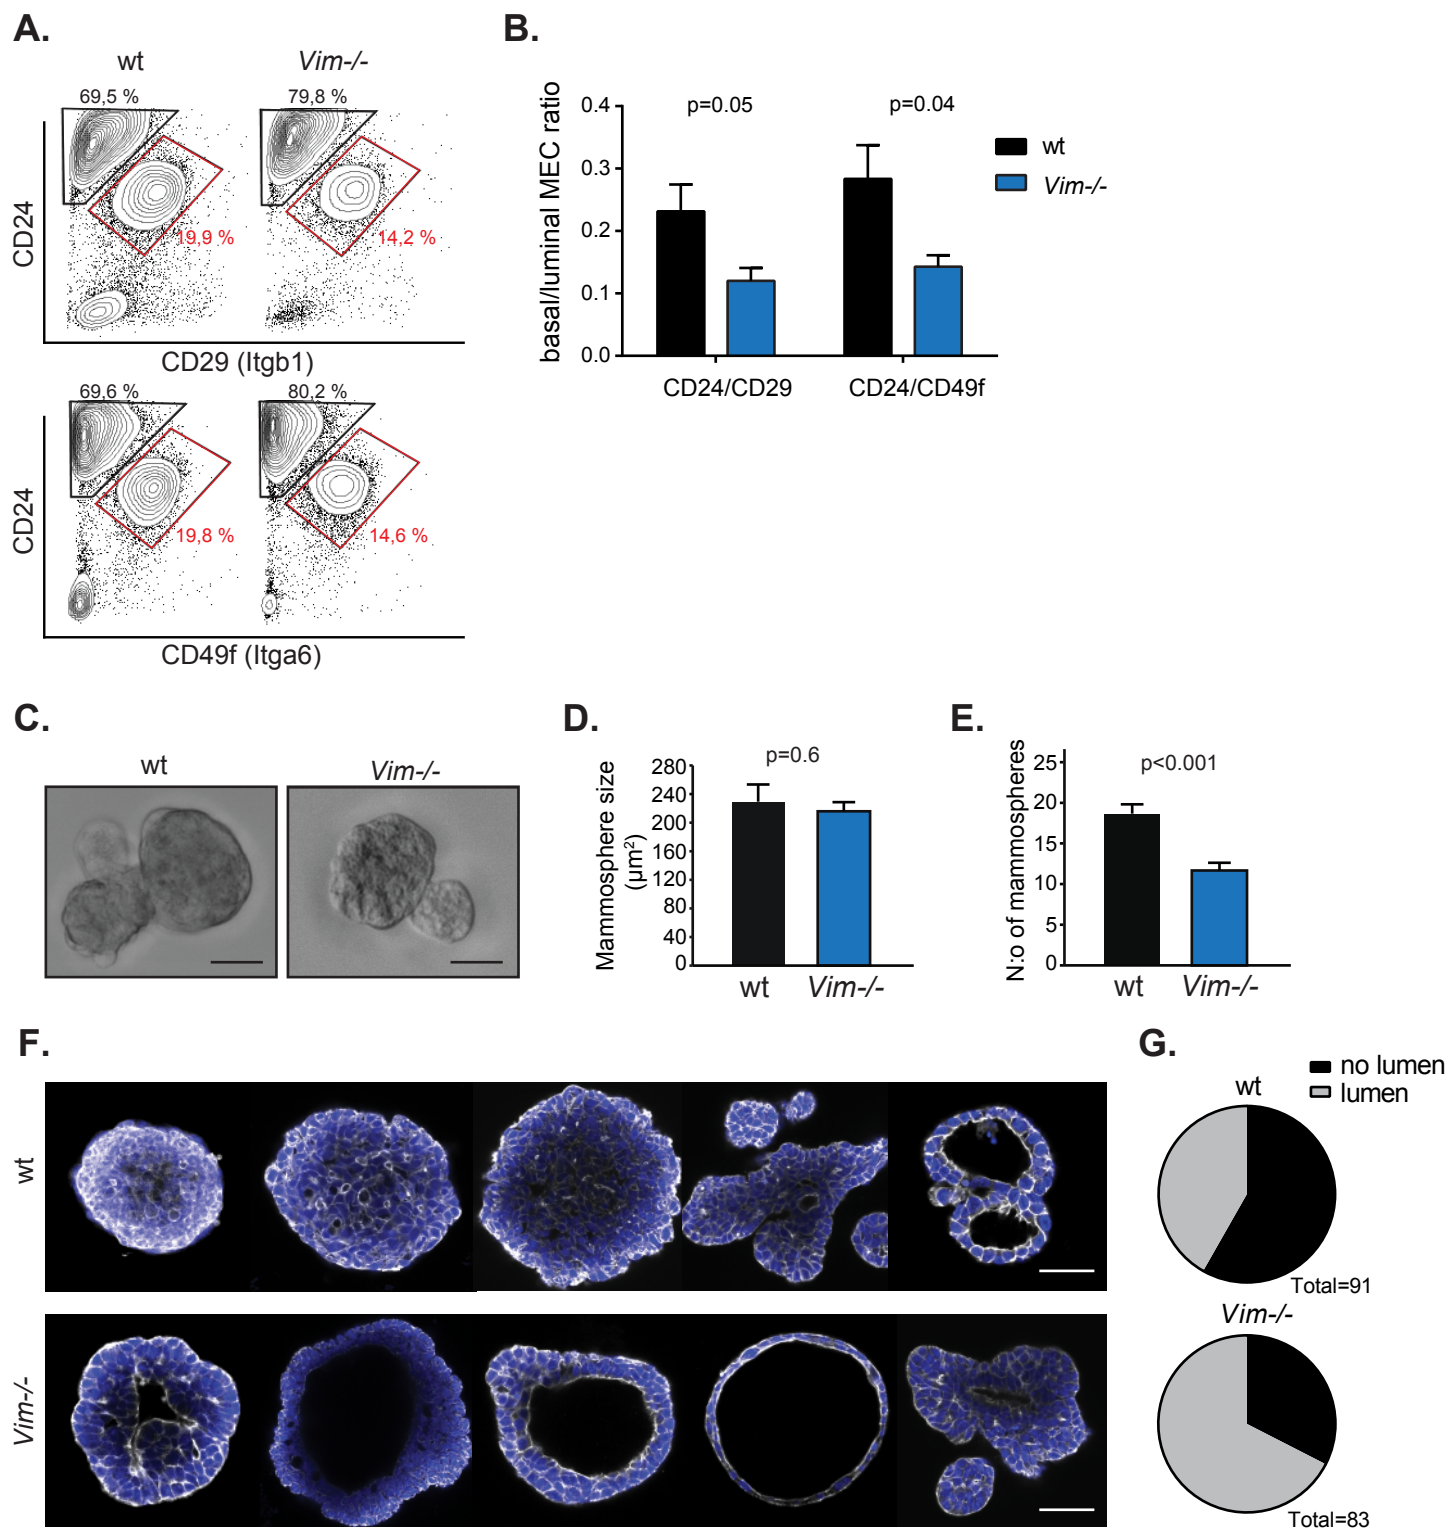 A.
wt
Vim-/-
69,5 %
79,8 %
CD24
19,9 %
14,2 %
CD29 (Itgb1)
69,6 %
80,2 %
CD24
19,8 %
14,6 %
CD49f (Itga6)
B.
basal/luminal MEC ratio
0.4
0.3
0.2
0.1
0.0
p=0.05
p=0.04
wt
Vim-/-
CD24/CD29
CD24/CD49f
C.
wt
Vim-/-
D.
Mammosphere size
(µm²)
280
240
200
160
120
80
40
0
p=0.6
wt
Vim-/-
E.
N:o of mammospheres
25
20
15
10
5
0
p<0.001
wt
Vim-/-
F.
wt
Vim-/-
G.
no lumen
lumen
wt
Total=91
Vim-/-
Total=83